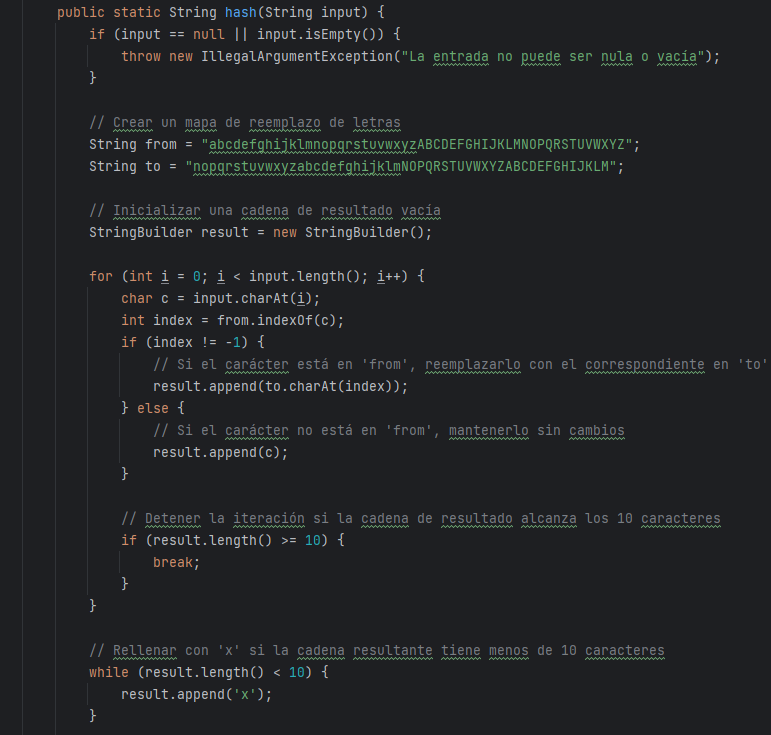 public static String hash(String input) {
if (input == null || input.isEmpty()) {
throw new IllegalArgumentException("La entrada no puede ser nula o vacía");
}
// Crear un mapa de reemplazo de letras
String from = "abcdefghijklmnopqrstuvwxyzABCDEFGHIJKLMNOPQRSTUVWXYZ";
String to = "nopqrstuvwxyzabcdefghijklmNOPQRSTUVWXYZABCDEFGHIJKLM";
// Inicializar una cadena de resultado vacía
StringBuilder result = new StringBuilder();
for (int i = 0; i < input.length(); i++) {
char c = input.charAt(i);
int index = from.indexOf(c);
if (index != -1) {
// Si el carácter está en 'from', reemplazarlo con el correspondiente en 'to'
result.append(to.charAt(index));
} else {
// Si el carácter no está en 'from', mantenerlo sin cambios
result.append(c);
}
// Detener la iteración si la cadena de resultado alcanza los 10 caracteres
if (result.length() >= 10) {
break;
}
}
// Rellenar con 'x' si la cadena resultante tiene menos de 10 caracteres
while (result.length() < 10) {
result.append('x');
}